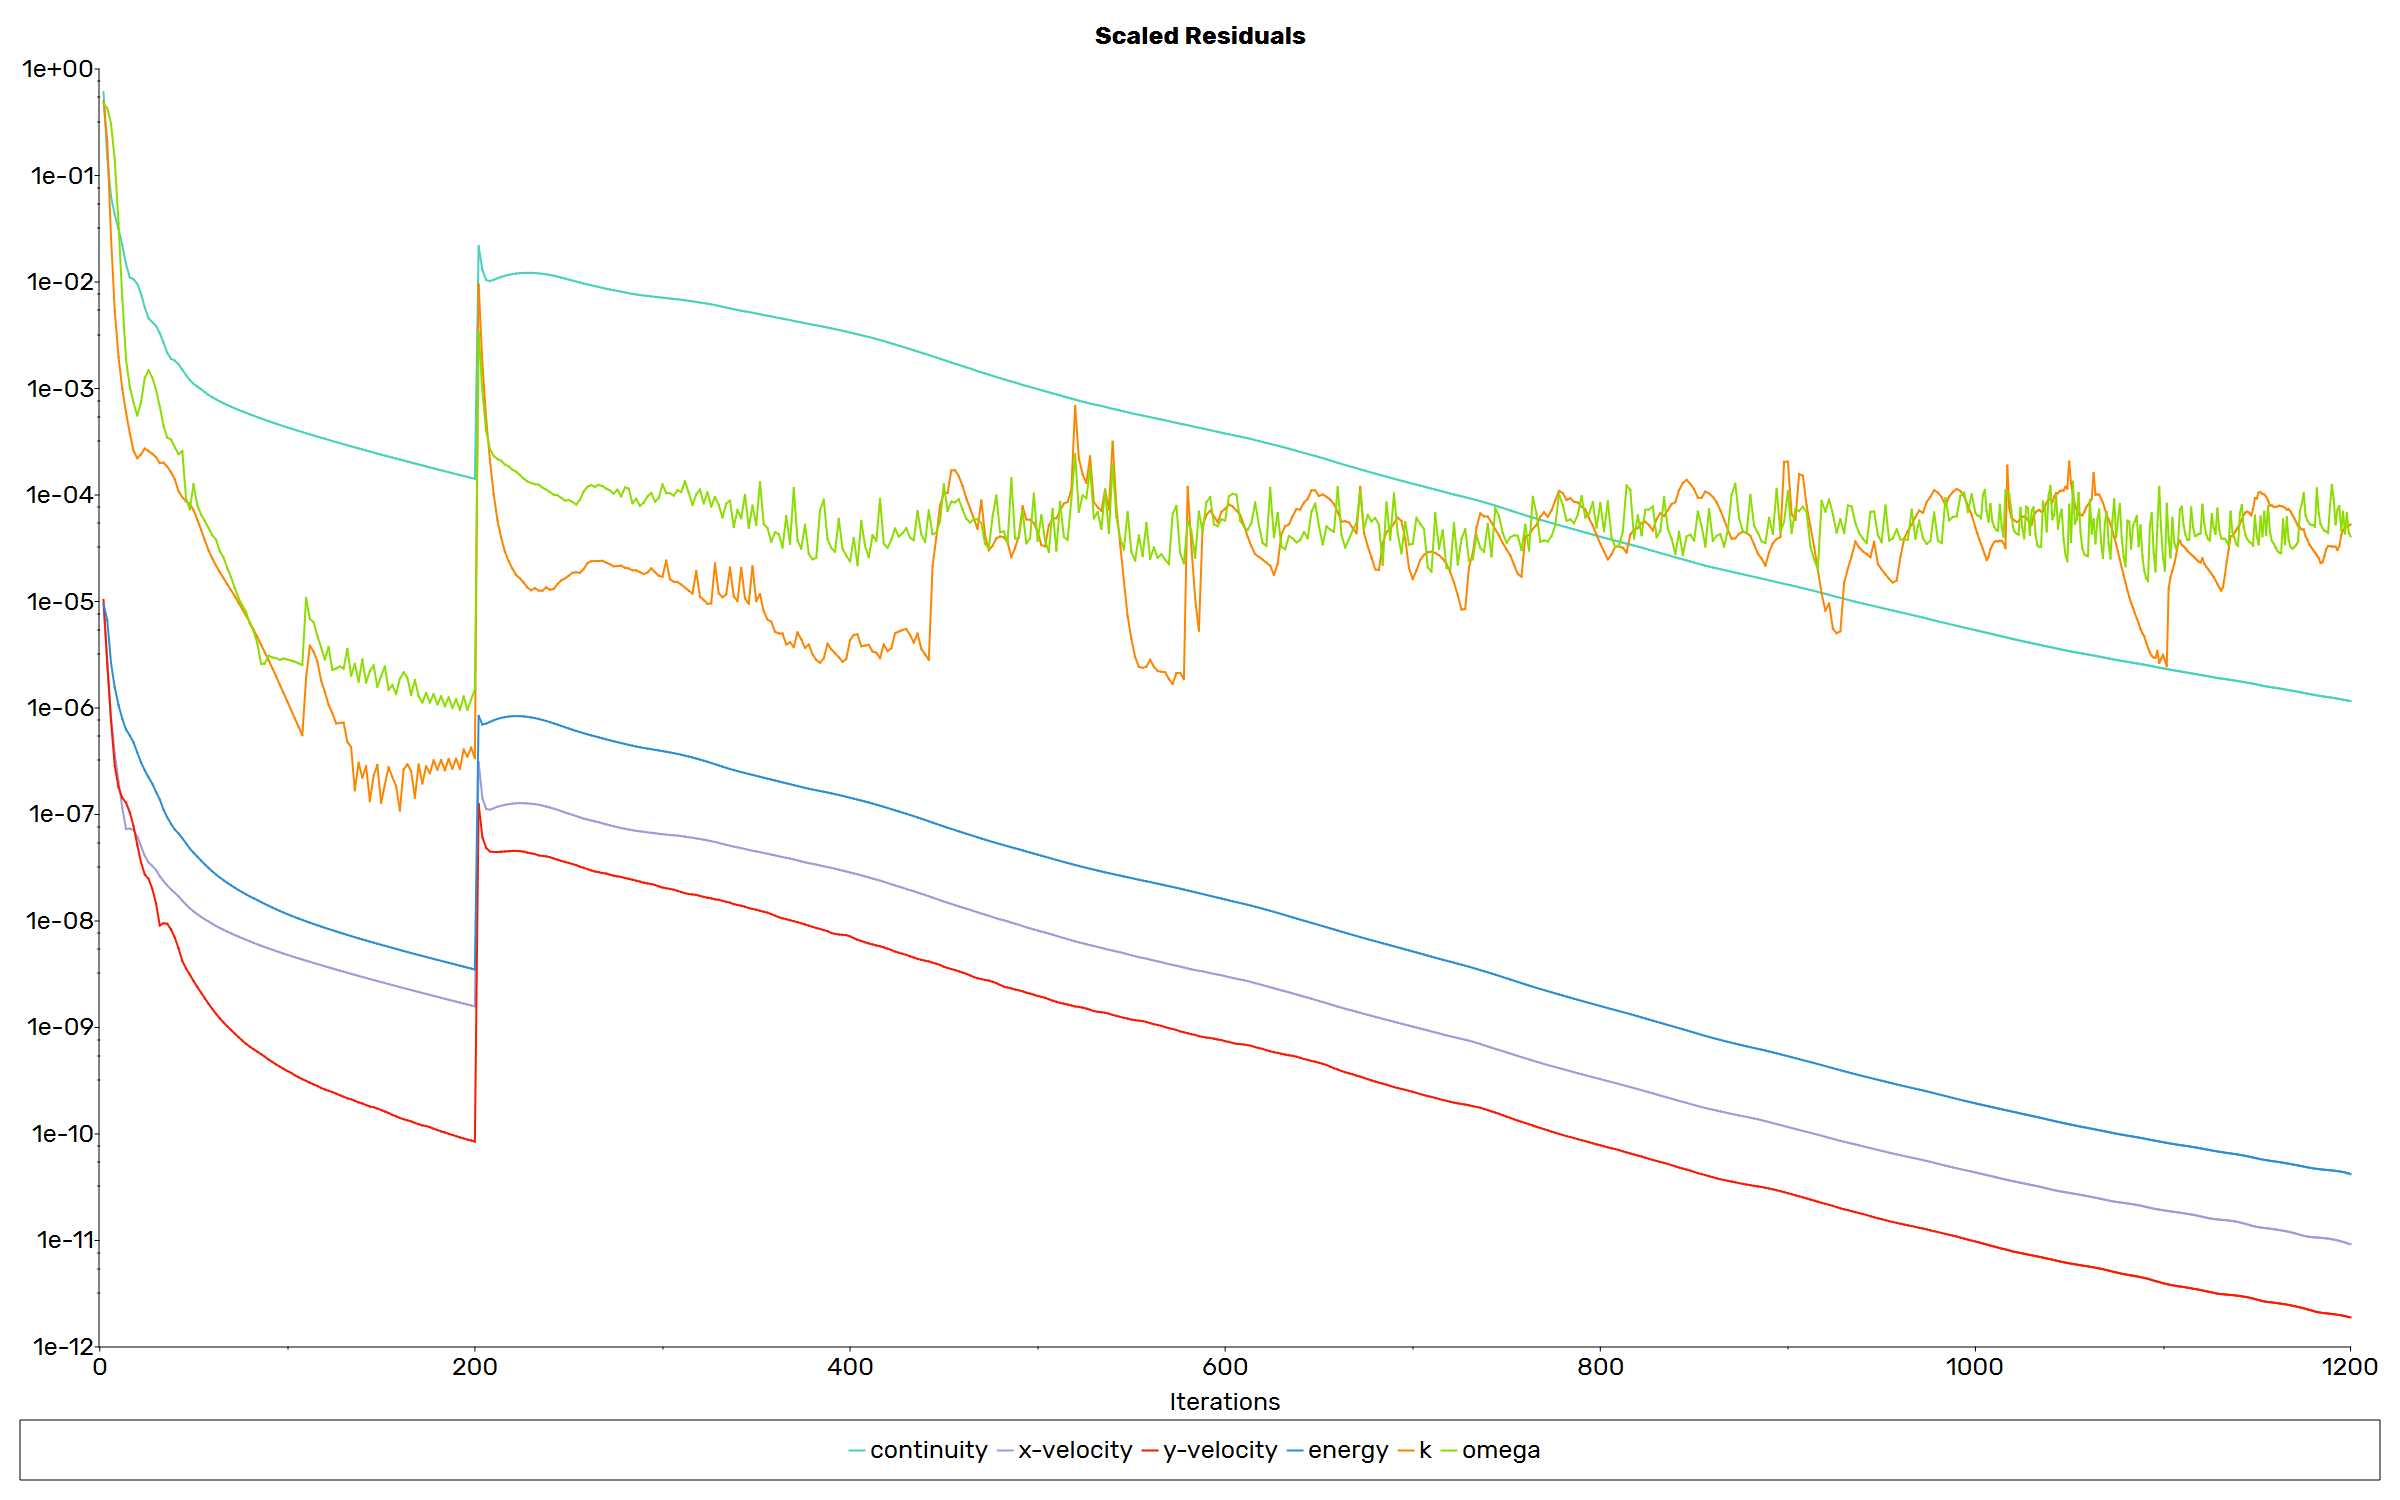 Scaled Residuals
1e+00
1e-01
1e-02
1e-03
1e-04
1e-05
1e-06
1e-07
1e-08
1e-09
1e-10
1e-11
1e-12
0 200 400 600 800 1000 1200
Iterations
continuity x-velocity y-velocity energy k omega